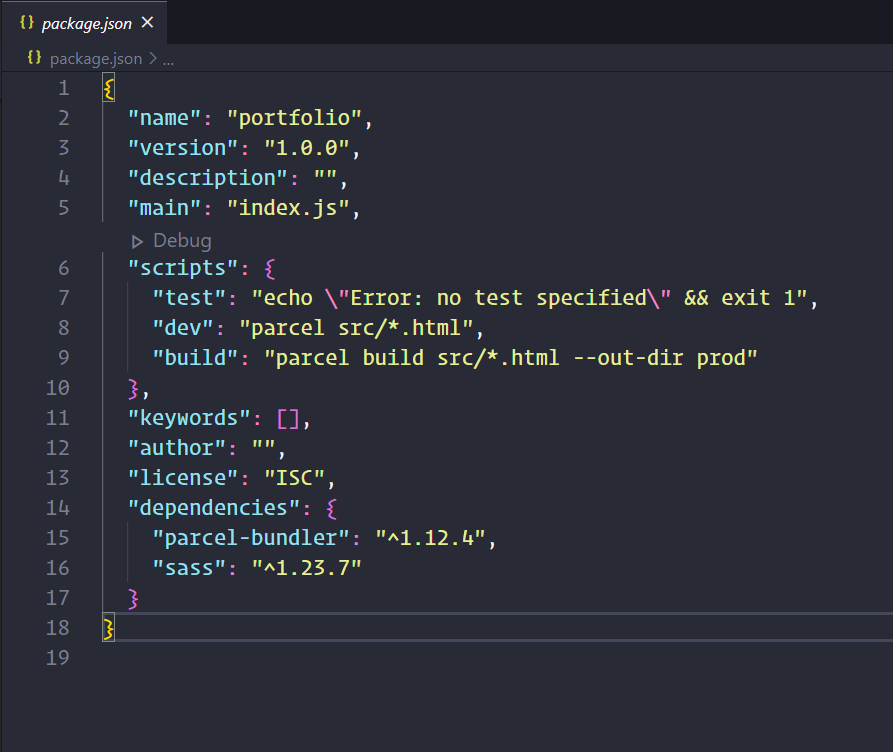 {} package.json ×
{} package.json > ...
1 {
2 "name": "portfolio",
3 "version": "1.0.0",
4 "description": "",
5 "main": "index.js",
▷ Debug
6 "scripts": {
7 "test": "echo \"Error: no test specified\" && exit 1",
8 "dev": "parcel src/*.html",
9 "build": "parcel build src/*.html --out-dir prod"
10 },
11 "keywords": [],
12 "author": "",
13 "license": "ISC",
14 "dependencies": {
15 "parcel-bundler": "^1.12.4",
16 "sass": "^1.23.7"
17 }
18 }
19